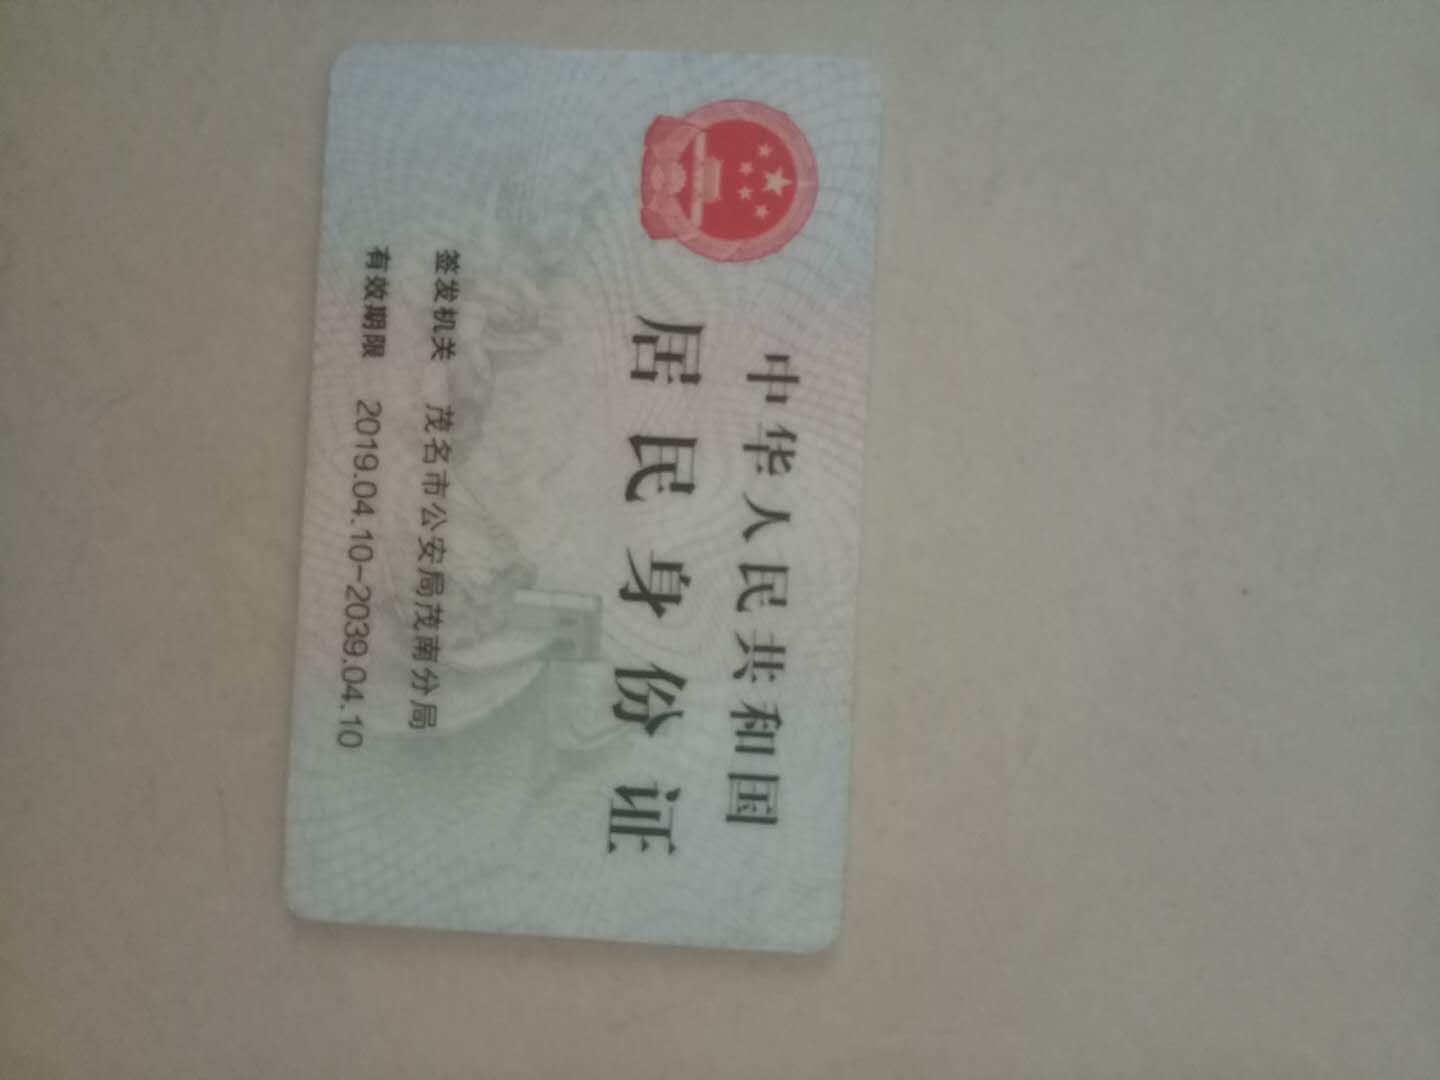 中华人民共和国
居民身份证
签发机关 茂名市公安局茂南分局
有效期限 2019.04.10-2039.04.10